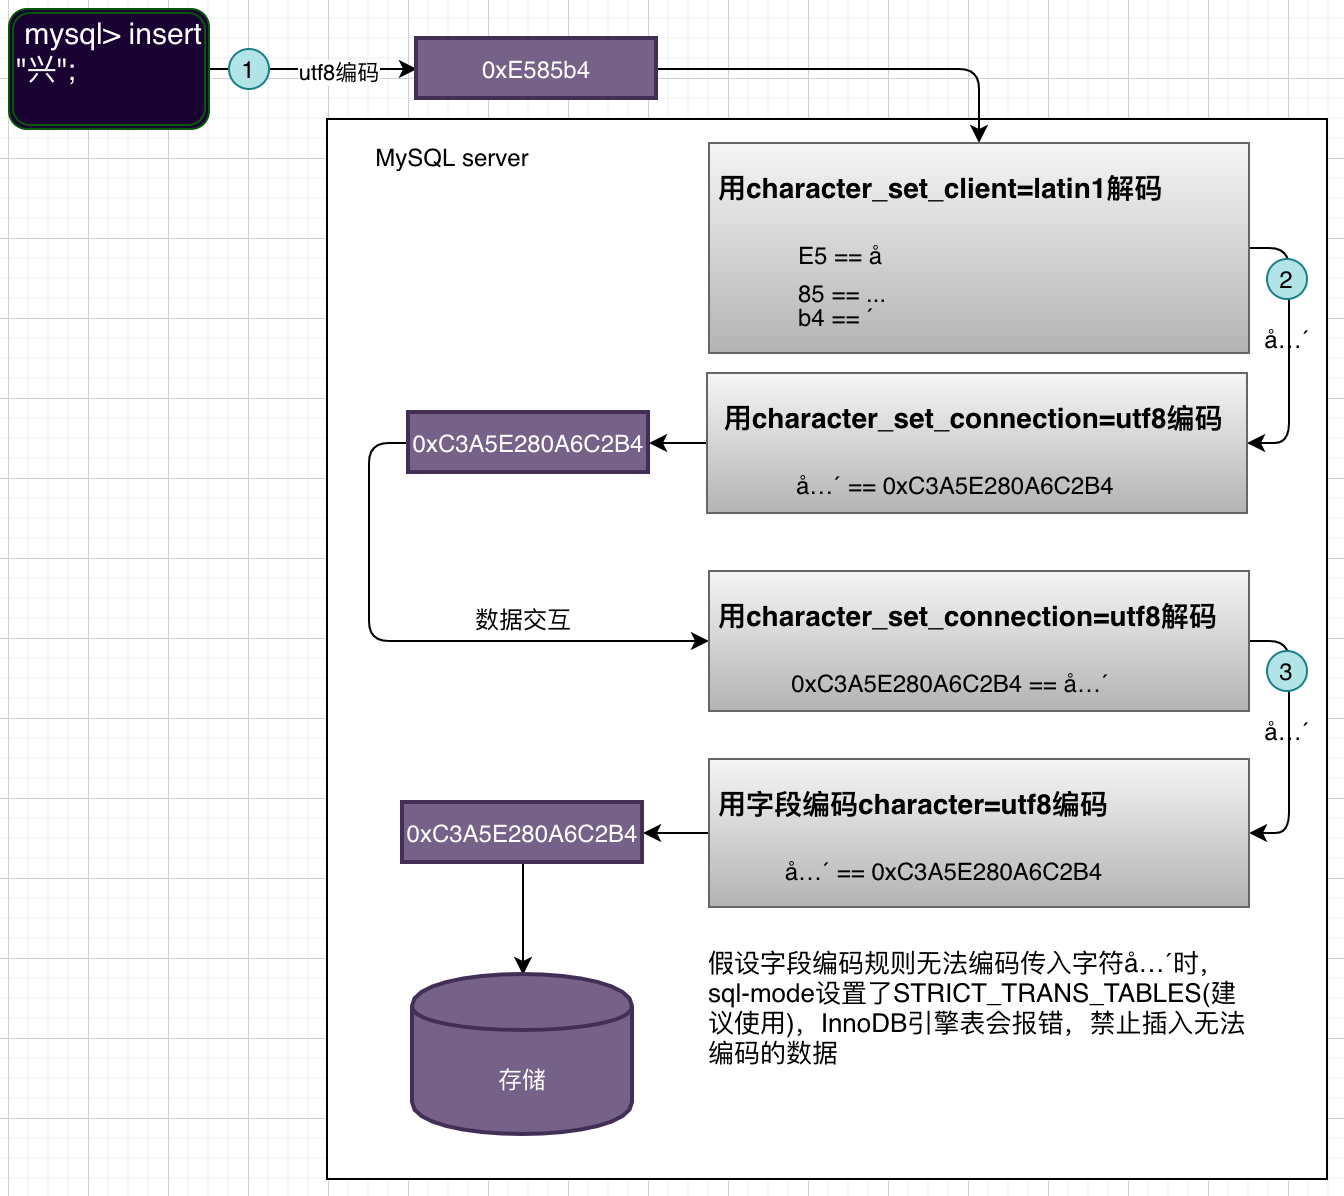 mysql> insert
"兴";
1
utf8编码
0xE585b4
MySQL server
用character_set_client=latin1解码
E5 == å
85 == ...
b4 == ´
2
å…´
用character_set_connection=utf8编码
å…´ == 0xC3A5E280A6C2B4
0xC3A5E280A6C2B4
数据交互
用character_set_connection=utf8解码
0xC3A5E280A6C2B4 == å…´
3
å…´
用字段编码character=utf8编码
å…´ == 0xC3A5E280A6C2B4
0xC3A5E280A6C2B4
存储
假设字段编码规则无法编码传入字符å…´时，
sql-mode设置了STRICT_TRANS_TABLES(建
议使用)，InnoDB引擎表会报错，禁止插入无法
编码的数据